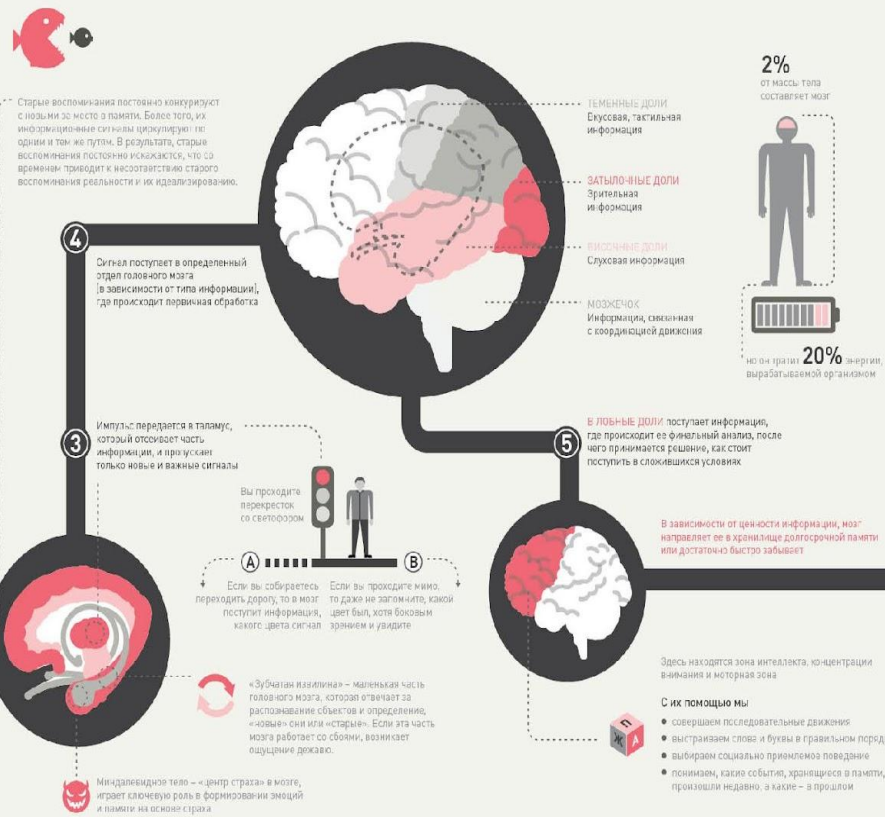 Старые воспоминания постоянно конкурируют
с новыми за место в памяти. Более того, их
информационные сигналы циркулируют по
одним и тем же путям. В результате, старые
воспоминания постоянно искажаются, что со
временем приводит к несоответствию старого
воспоминания реальности и их идеализированию.
4
Сигнал поступает в определенный
отдел головного мозга
(в зависимости от типа информации),
где происходит первичная обработка
ТЕМЕННЫЕ ДОЛИ
Вкусовая, тактильная
информация
ЗАТЫЛОЧНЫЕ ДОЛИ
Зрительная
информация
ВИСОЧНЫЕ ДОЛИ
Слуховая информация
МОЗЖЕЧОК
Информация, связанная
с координацией движения
2%
от массы тела
составляет мозг
но он тратит 20% энергии,
вырабатываемой организмом
3
Импульс передается в таламус,
который отсеивает часть
информации, и пропускает
только новые и важные сигналы
Вы проходите
перекресток
со светофором
A
B
Если вы собираетесь
переходить дорогу, то в мозг
поступит информация,
какого цвета сигнал
Если вы проходите мимо,
то даже не запомните, какой
цвет был, хотя боковым
зрением и увидите
«Зубчатая извилина» – маленькая часть
головного мозга, которая отвечает за
распознавание объектов и определение,
«новые» они или «старые». Если эта часть
мозга работает со сбоями, возникает
ощущение дежавю.
Миндалевидное тело – «центр страха» в мозге,
играет ключевую роль в формировании эмоций
и памяти на основе страха
5
В ЛОБНЫЕ ДОЛИ поступает информация,
где происходит ее финальный анализ, после
чего принимается решение, как стоит
поступить в сложившихся условиях
В зависимости от ценности информации, мозг
направляет ее в хранилище долгосрочной памяти
или достаточно быстро забывает
Здесь находятся зона интеллекта, концентрации
внимания и моторная зона
С их помощью мы
● совершаем последовательные движения
● выстраиваем слова и буквы в правильном поряд
● выбираем социально приемлемое поведение
● понимаем, какие события, хранящиеся в памяти,
произошли недавно, а какие – в прошлом
Ж А